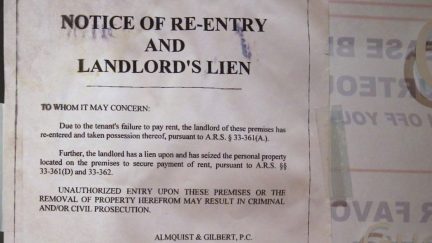 NOTICE OF RE-ENTRY
AND
LANDLORD'S LIEN
TO WHOM IT MAY CONCERN:
Due to the tenant's failure to pay rent, the landlord of these premises has
re-entered and taken possession thereof, pursuant to A.R.S. § 33-361(A.).
Further, the landlord has a lien upon and has seized the personal property
located on the premises to secure payment of rent, pursuant to A.R.S. §§
33-361(D) and 33-362.
UNAUTHORIZED ENTRY UPON THESE PREMISES OR THE
REMOVAL OF PROPERTY HEREFROM MAY RESULT IN CRIMINAL
AND/OR CIVIL PROSECUTION.
ALMQUIST & GILBERT, P.C.
OFF YOU
R FAVO